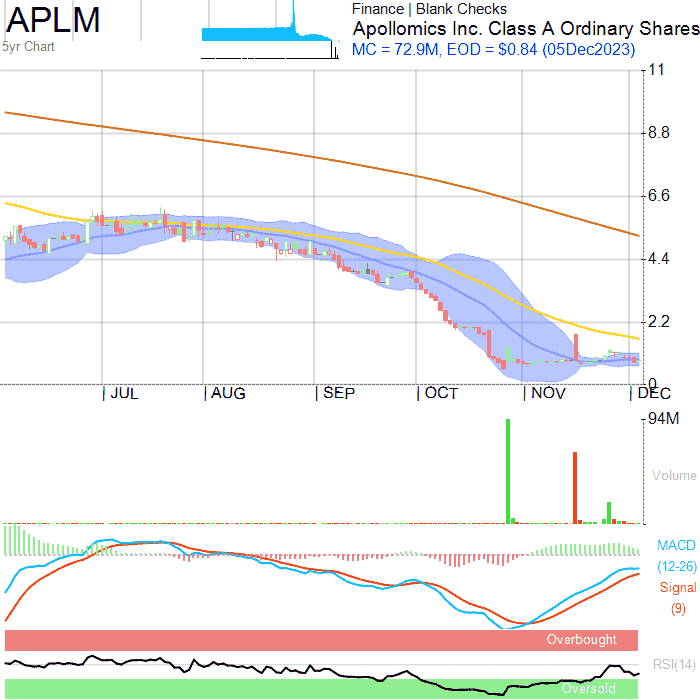 APLM
5yr Chart
Finance | Blank Checks
Apollomics Inc. Class A Ordinary Shares
MC = 72.9M, EOD = $0.84 (05Dec2023)
11
8.8
6.6
4.4
2.2
0
JUL AUG SEP OCT NOV DEC
94M
Volume
MACD
(12-26)
Signal
(9)
Overbought
RSI(14)
Oversold